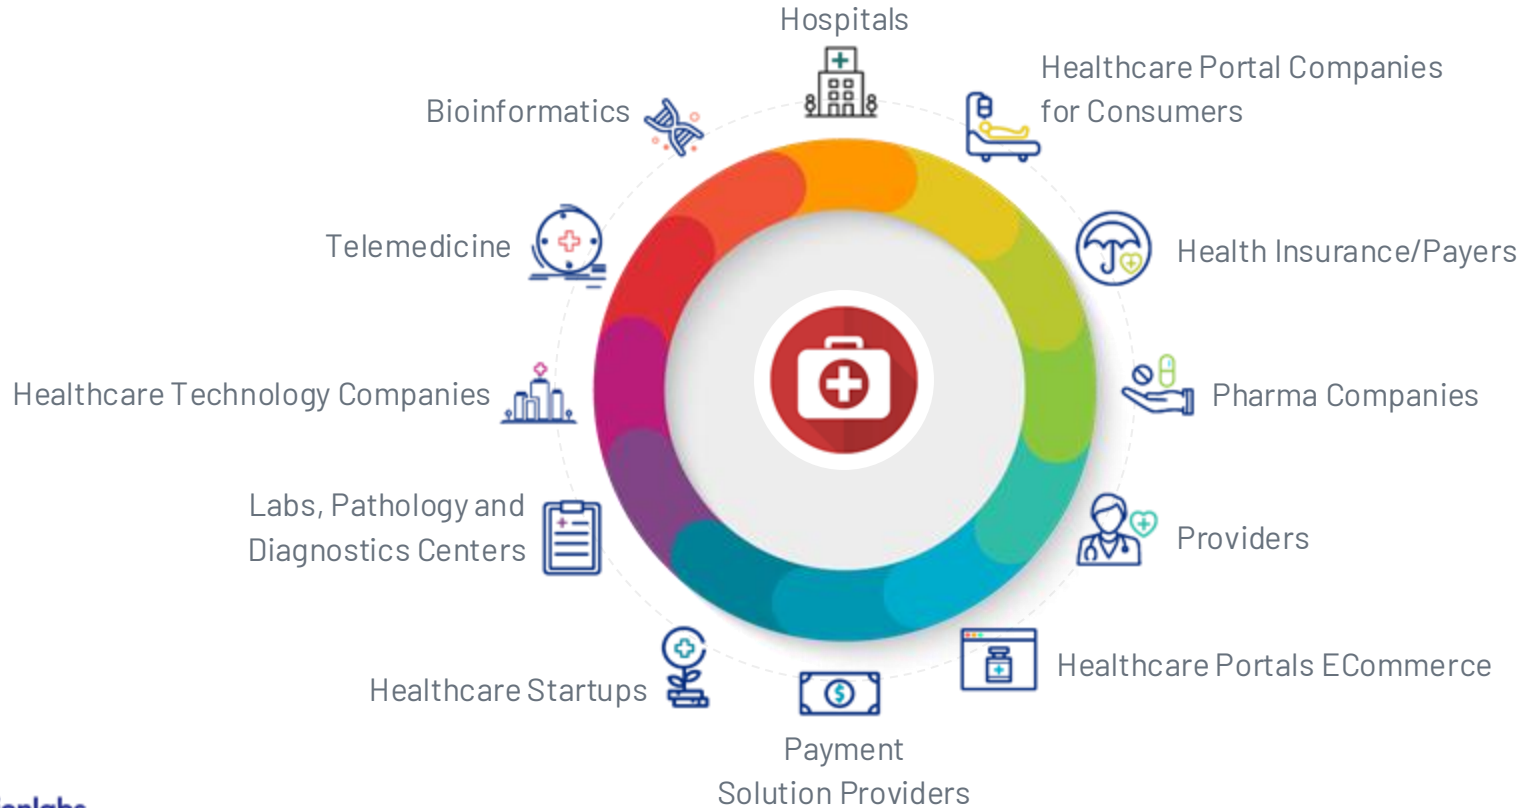 Hospitals
Healthcare Portal Companies
for Consumers
Bioinformatics
Telemedicine
Health Insurance/Payers
Healthcare Technology Companies
Pharma Companies
Labs, Pathology and
Diagnostics Centers
Providers
Healthcare Portals ECommerce
Healthcare Startups
$
Payment
Solution Providers